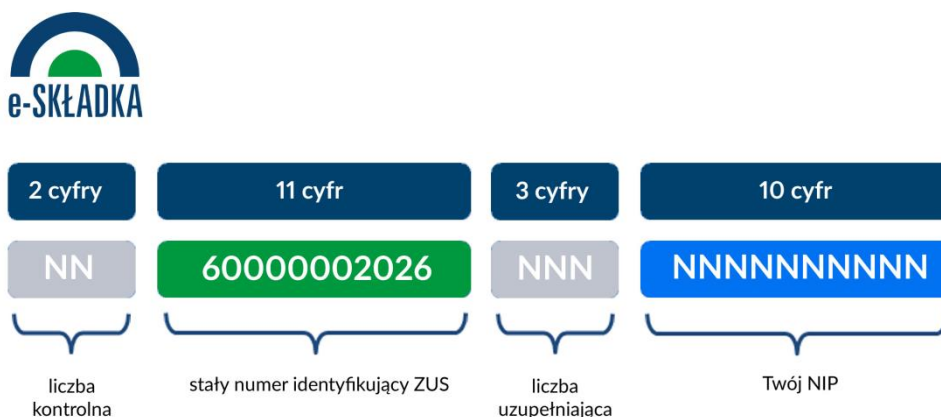 e-SKŁADKA
2 cyfry 11 cyfr 3 cyfry 10 cyfr
NN 60000002026 NNN NNNNNNNNNN
liczba kontrolna stały numer identyfikujący ZUS liczba uzupełniająca Twój NIP